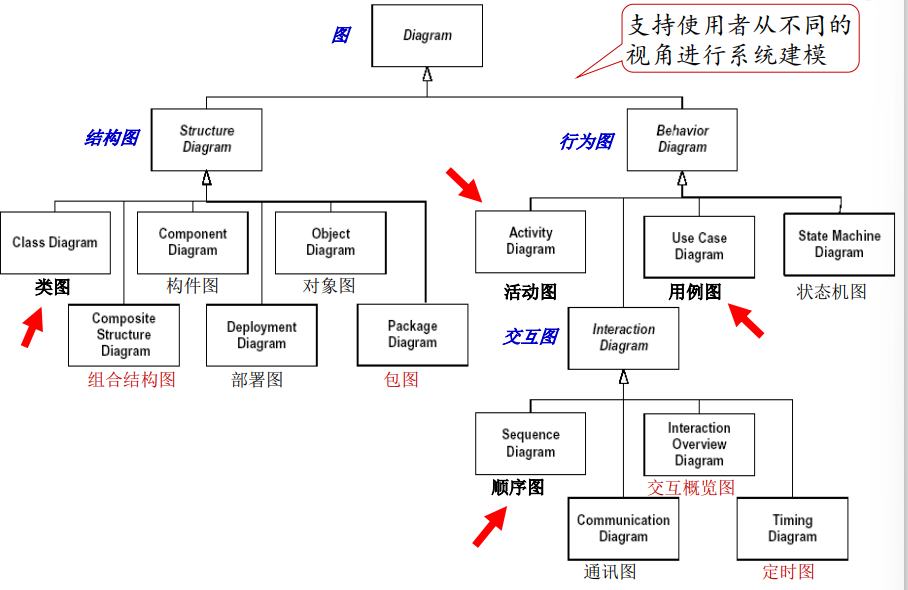 图
Diagram
支持使用者从不同的
视角进行系统建模
结构图
Structure
Diagram
行为图
Behavior
Diagram
Class Diagram
类图
Component
Diagram
构件图
Object
Diagram
对象图
Composite
Structure
Diagram
组合结构图
Deployment
Diagram
部署图
Package
Diagram
包图
Activity
Diagram
活动图
Use Case
Diagram
用例图
State Machine
Diagram
状态机图
交互图
Interaction
Diagram
Sequence
Diagram
顺序图
Interaction
Overview
Diagram
交互概览图
Communication
Diagram
通讯图
Timing
Diagram
定时图